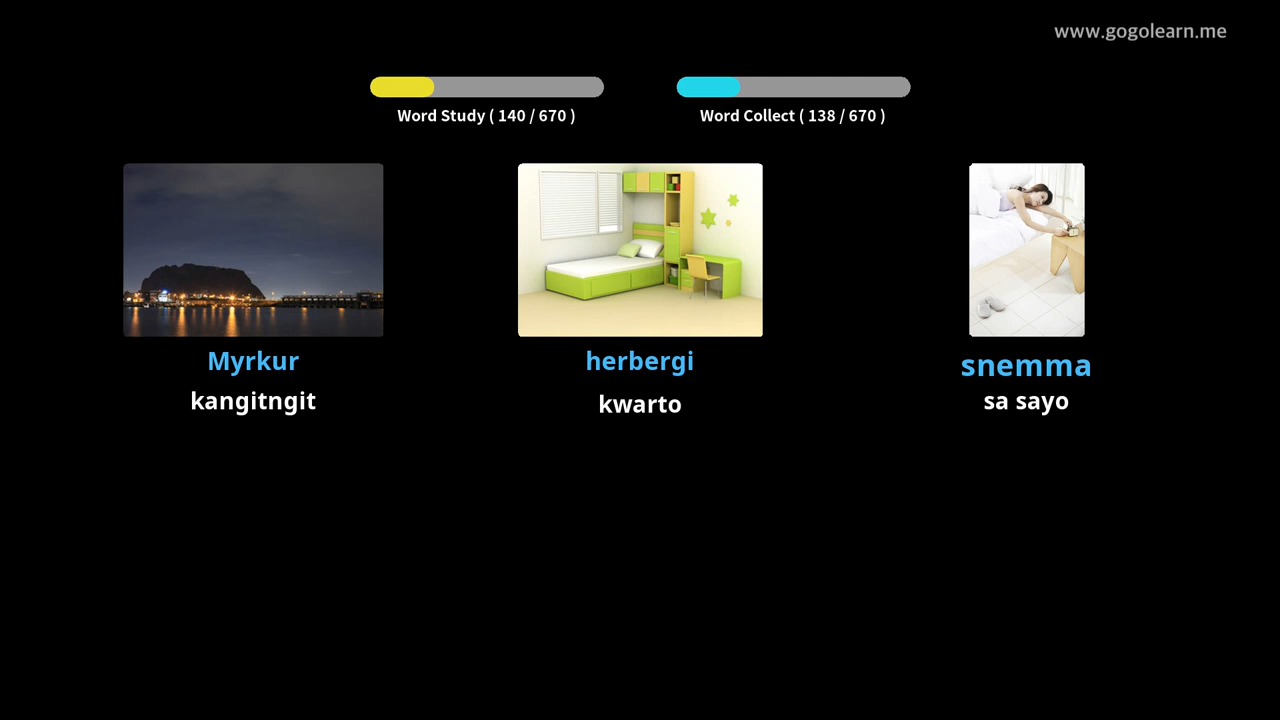 www.gogolearn.me
Word Study ( 140 / 670 )
Word Collect ( 138 / 670 )
Myrkur
kangitngit
herbergi
kwarto
snemma
sa sayo